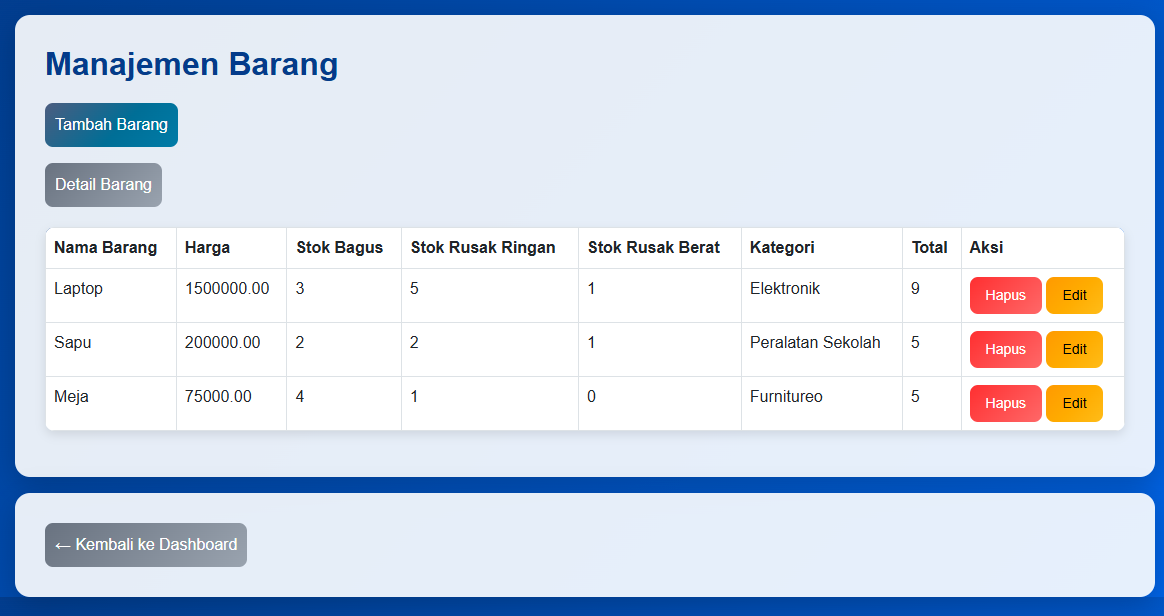 Manajemen Barang
Tambah Barang
Detail Barang
Nama Barang Harga Stok Bagus Stok Rusak Ringan Stok Rusak Berat Kategori Total Aksi
Laptop 1500000.00 3 5 1 Elektronik 9 Hapus Edit
Sapu 200000.00 2 2 1 Peralatan Sekolah 5 Hapus Edit
Meja 75000.00 4 1 0 Furnitureo 5 Hapus Edit
← Kembali ke Dashboard